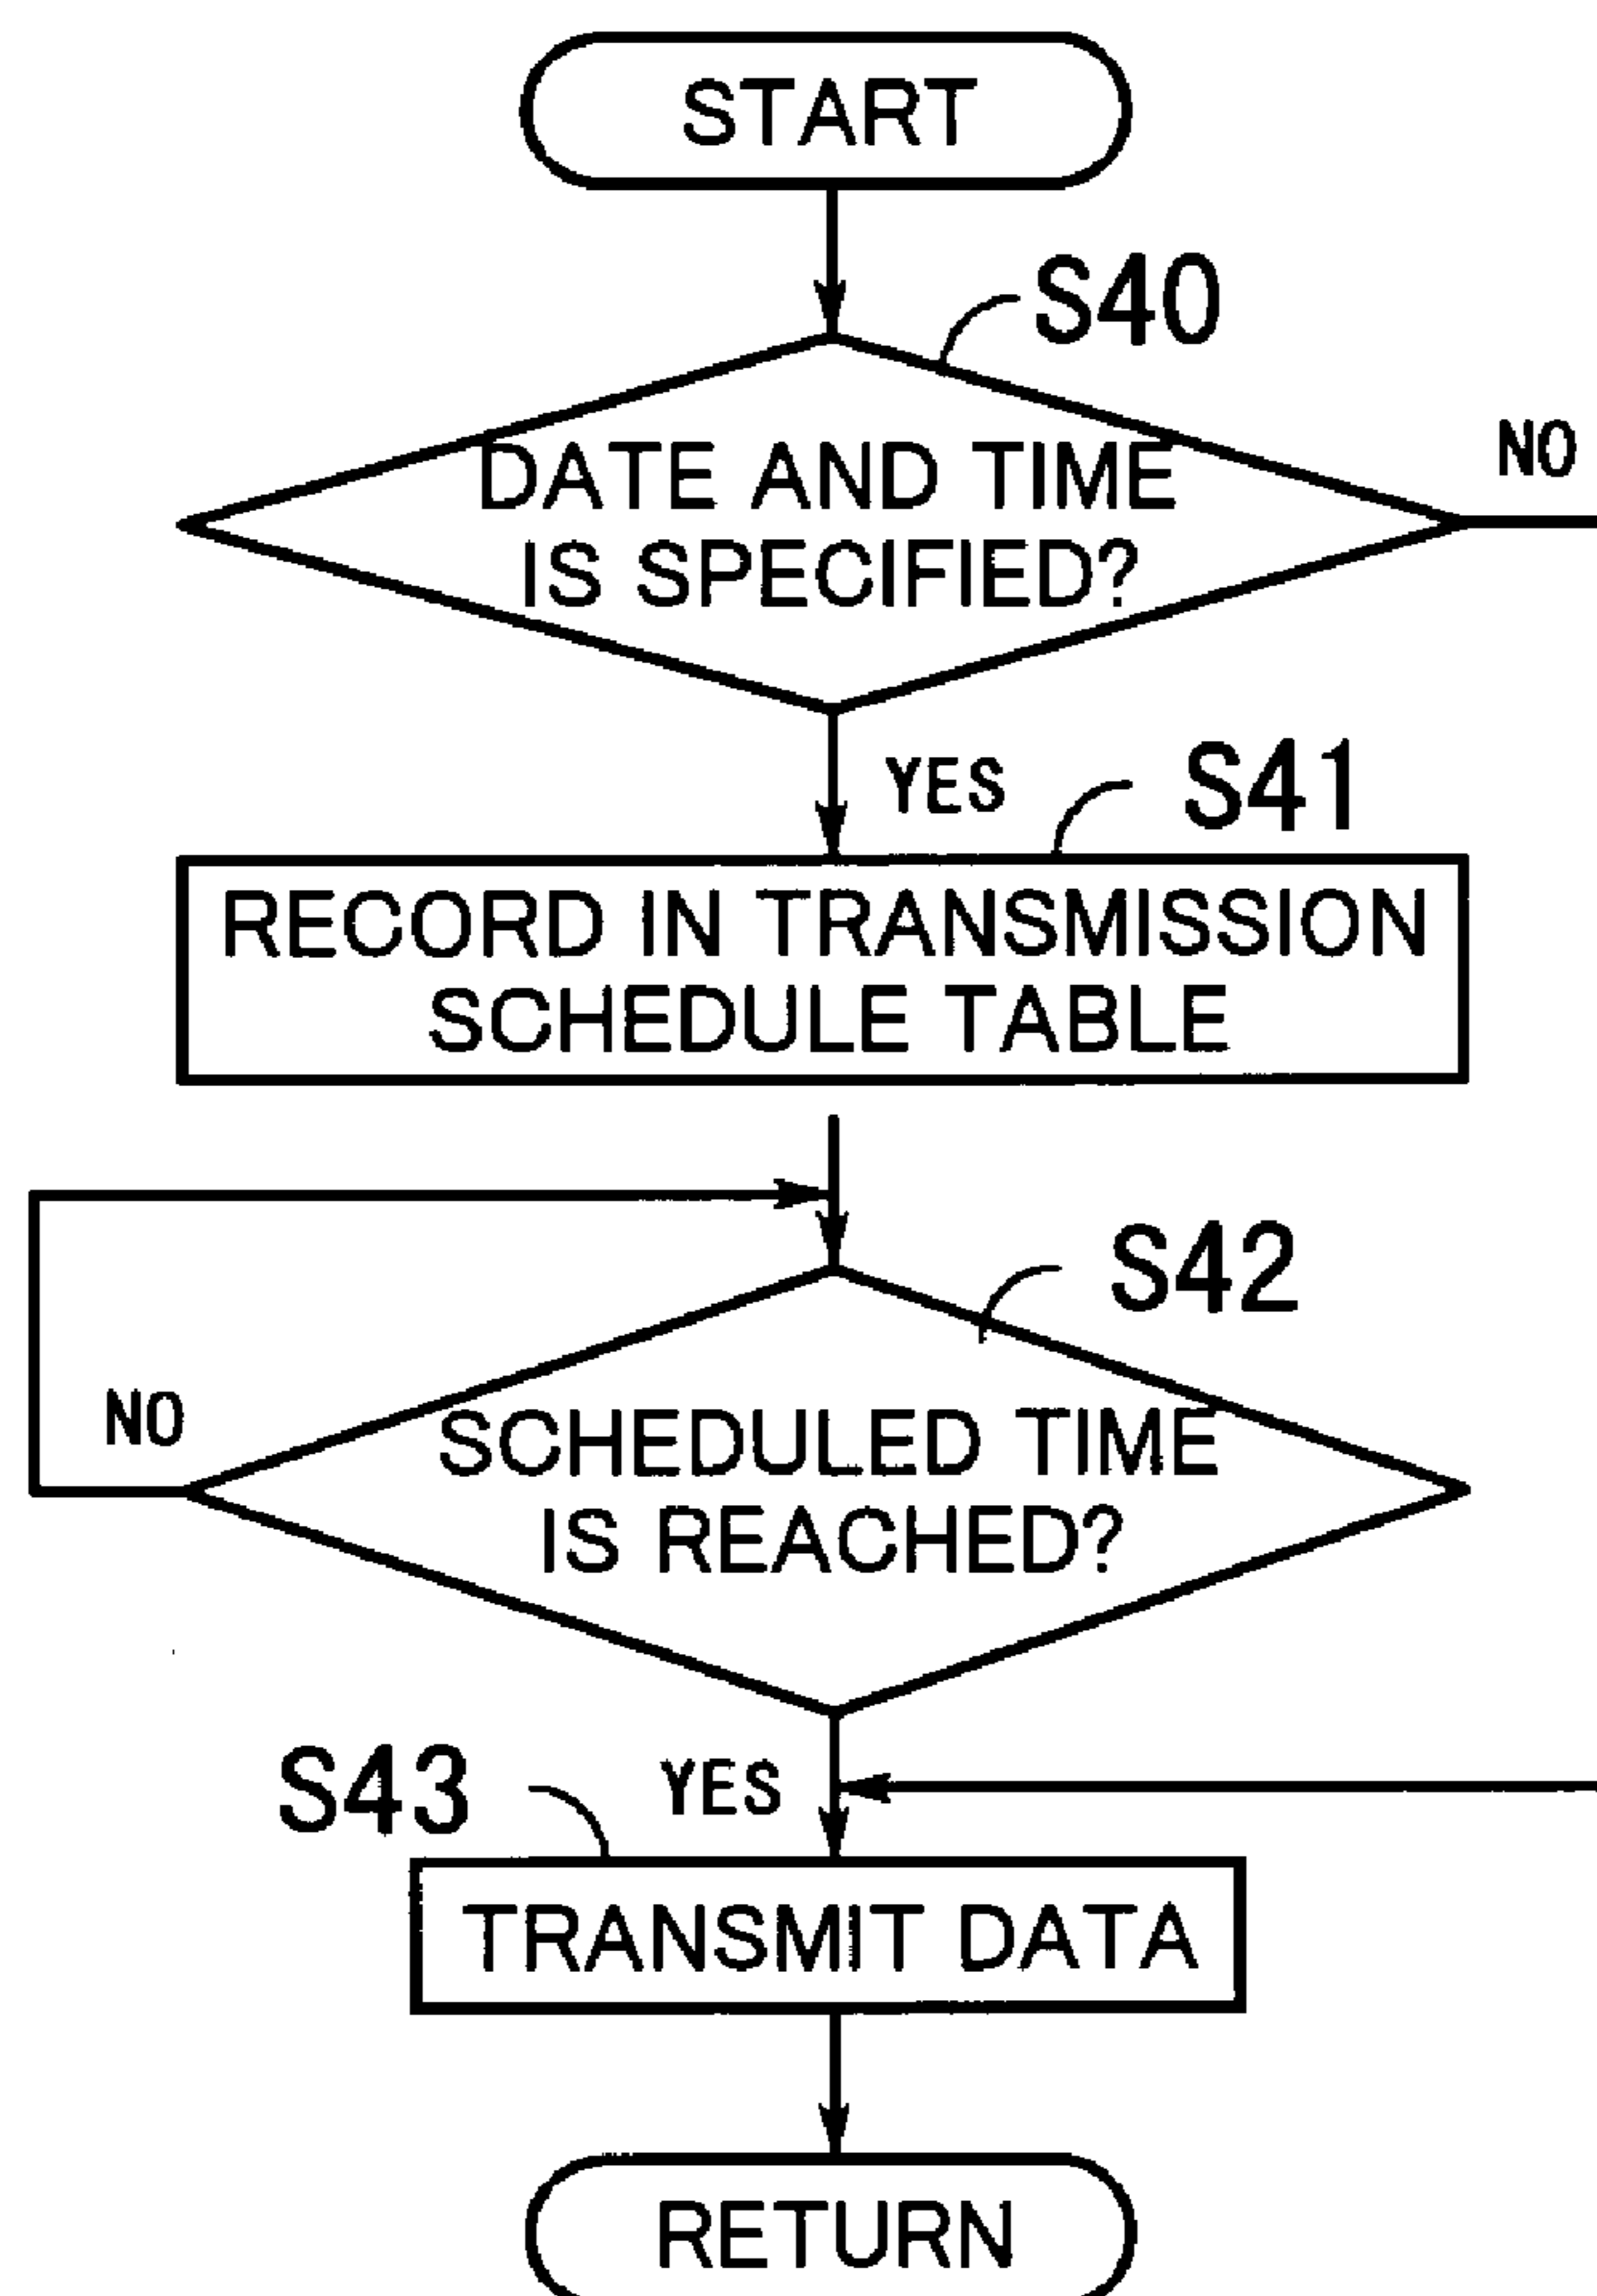 START
S40
NO
DATE AND TIME
IS SPECIFIED?
YES
S41
RECORD IN TRANSMISSION
SCHEDULE TABLE
S42
NO
SCHEDULED TIME
IS REACHED?
S43
YES
TRANSMIT DATA
RETURN